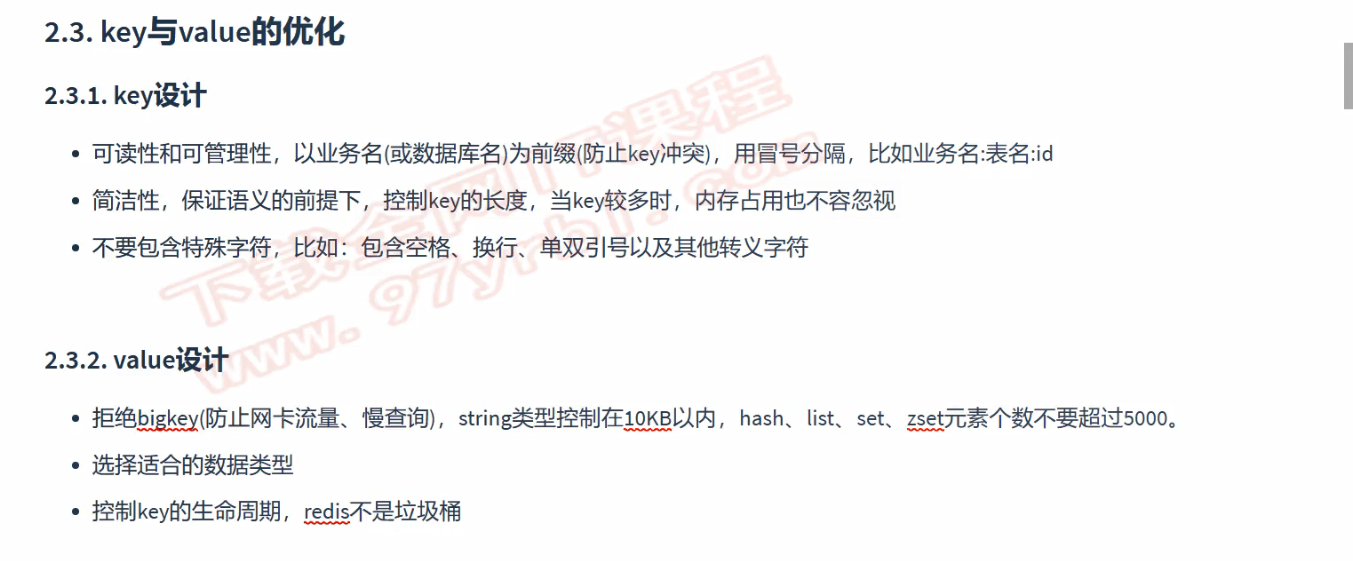 2.3. key与value的优化
2.3.1. key设计
可读性和可管理性，以业务名(或数据库名)为前缀(防止key冲突)，用冒号分隔，比如业务名:表名:id
简洁性，保证语义的前提下，控制key的长度，当key较多时，内存占用也不容忽视
不要包含特殊字符，比如：包含空格、换行、单双引号以及其他转义字符
下载全网IT课程
www.97yrbl.com
2.3.2. value设计
拒绝bigkey(防止网卡流量、慢查询)，string类型控制在10KB以内，hash、list、set、zset元素个数不要超过5000。
选择适合的数据类型
控制key的生命周期，redis不是垃圾桶